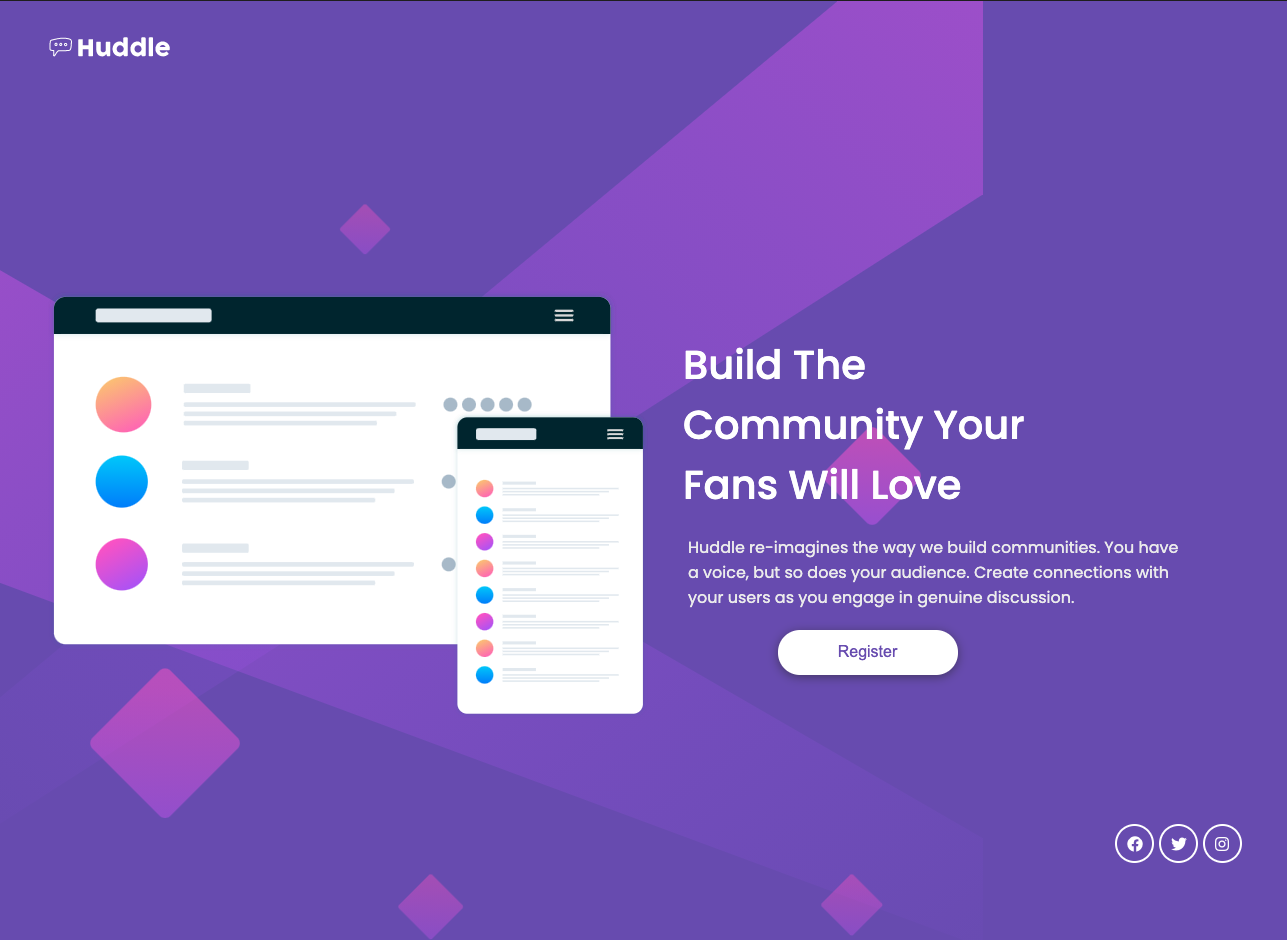 Huddle
Build The
Community Your
Fans Will Love
Huddle re-imagines the way we build communities. You have
a voice, but so does your audience. Create connections with
your users as you engage in genuine discussion.
Register